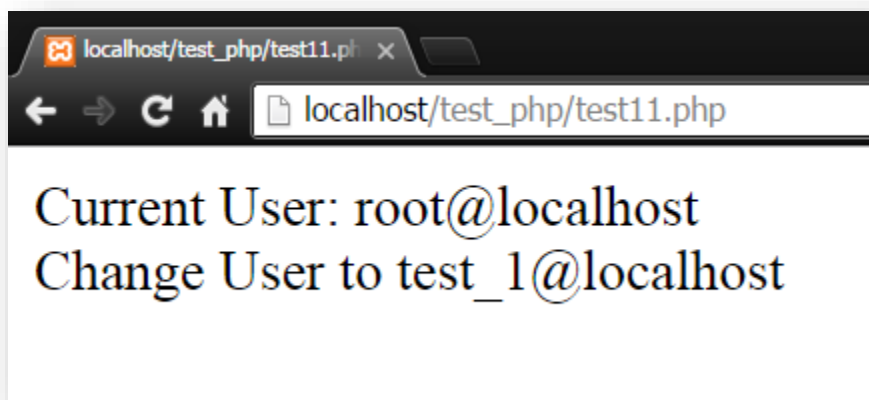 localhost/test_php/test11.ph
localhost/test_php/test11.php
Current User: root@localhost
Change User to test_1@localhost